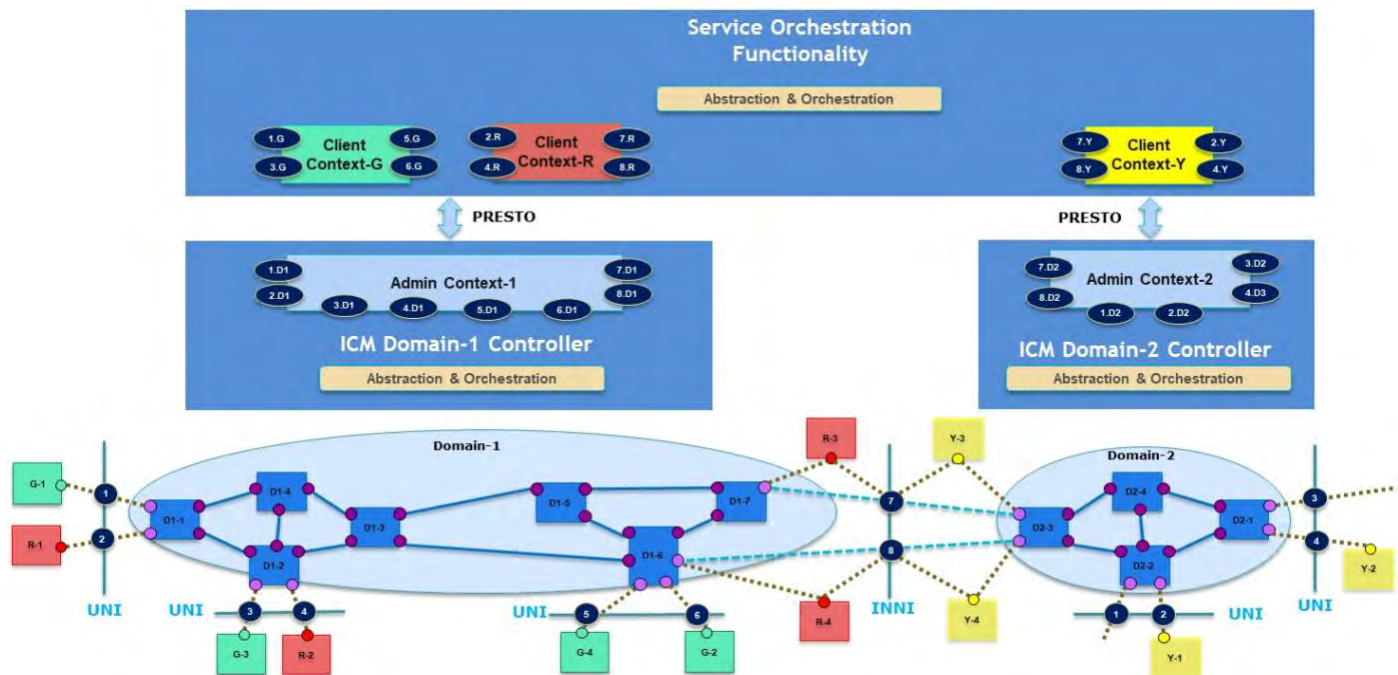 Service Orchestration
Functionality
Abstraction & Orchestration
1.G
5.G
Client
Context-G
3.G
6.G
2.R
7.R
Client
Context-R
4.R
8.R
7.Y
2.Y
Client
Context-Y
8.Y
4.Y
PRESTO
PRESTO
1.D1
7.D1
Admin Context-1
2.D1
8.D1
3.D1
4.D1
5.D1
6.D1
ICM Domain-1 Controller
Abstraction & Orchestration
7.D2
3.D2
Admin Context-2
8.D2
4.D3
1.D2
2.D2
ICM Domain-2 Controller
Abstraction & Orchestration
Domain-1
R-3
Y-3
Domain-2
G-1
1
D1-4
D1-5
D1-7
7
D2-4
3
D1-1
D1-3
D2-3
D2-1
R-1
2
D1-2
D1-6
8
D2-2
4
Y-2
UNI
UNI
3
4
UNI
5
6
R-4
INNI
Y-4
1
2
UNI
UNI
G-3
R-2
G-4
G-2
Y-1